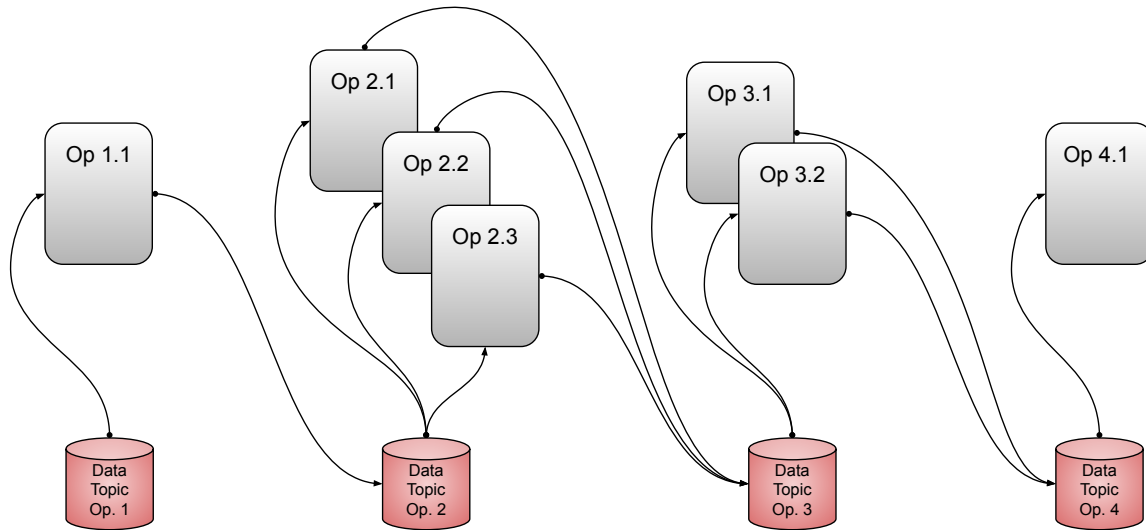 Op 1.1
Op 2.1
Op 2.2
Op 2.3
Op 3.1
Op 3.2
Op 4.1
Data
Topic
Op. 1
Data
Topic
Op. 2
Data
Topic
Op. 3
Data
Topic
Op. 4